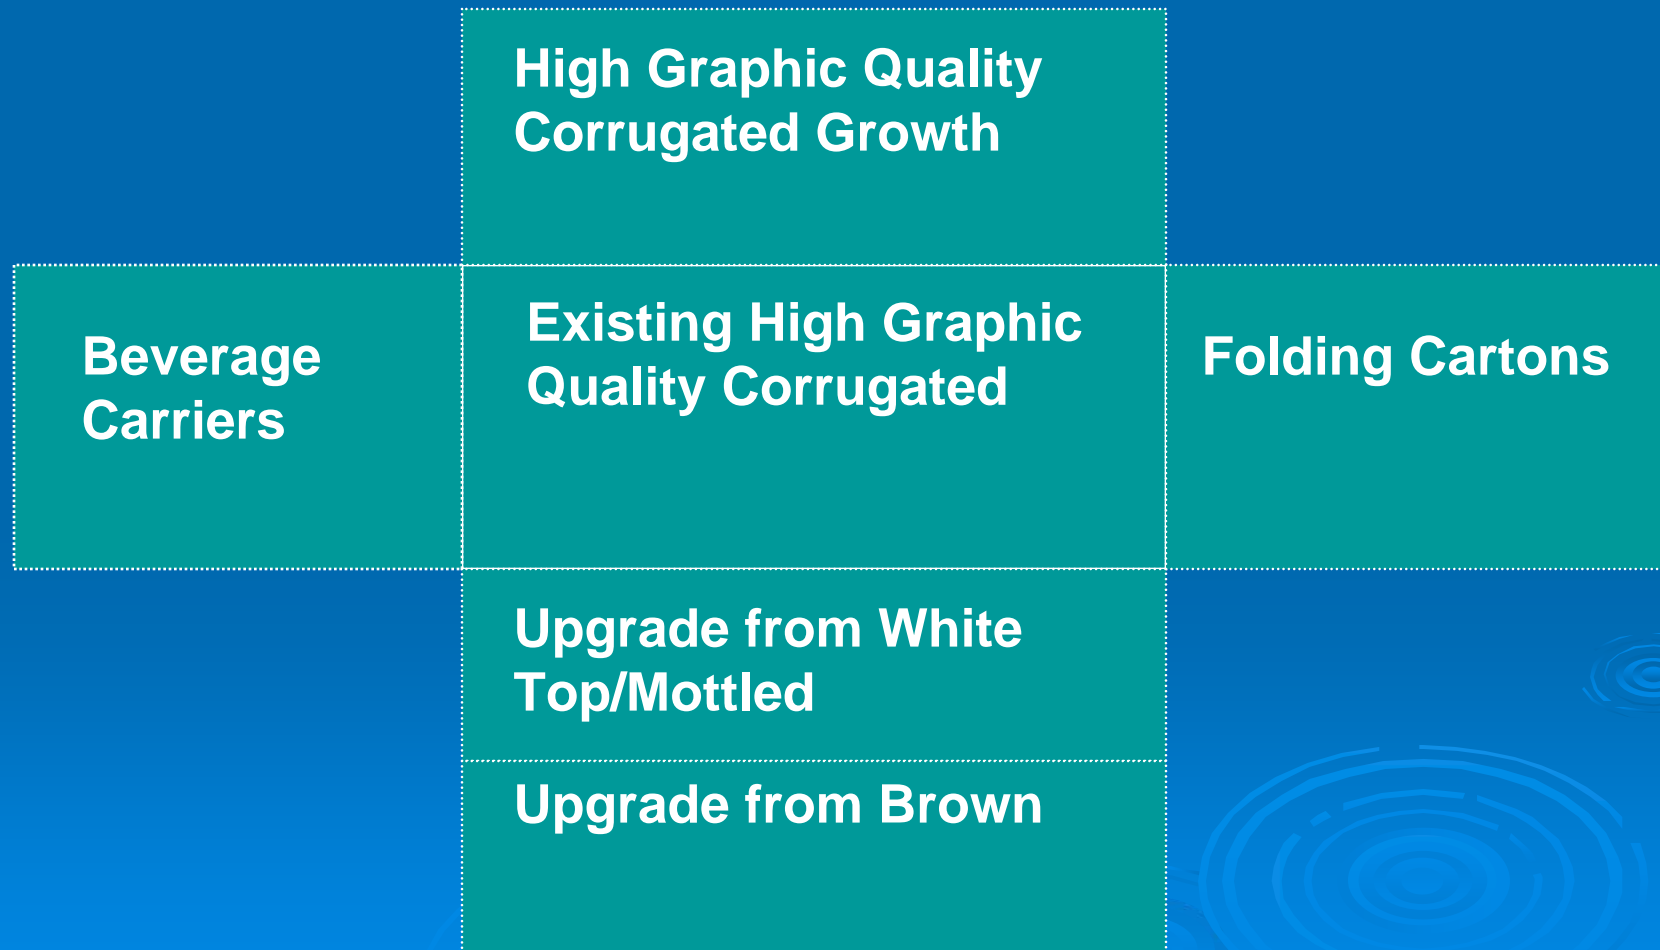 High Graphic Quality
Corrugated Growth
Beverage
Carriers
Existing High Graphic
Quality Corrugated
Folding Cartons
Upgrade from White
Top/Mottled
Upgrade from Brown